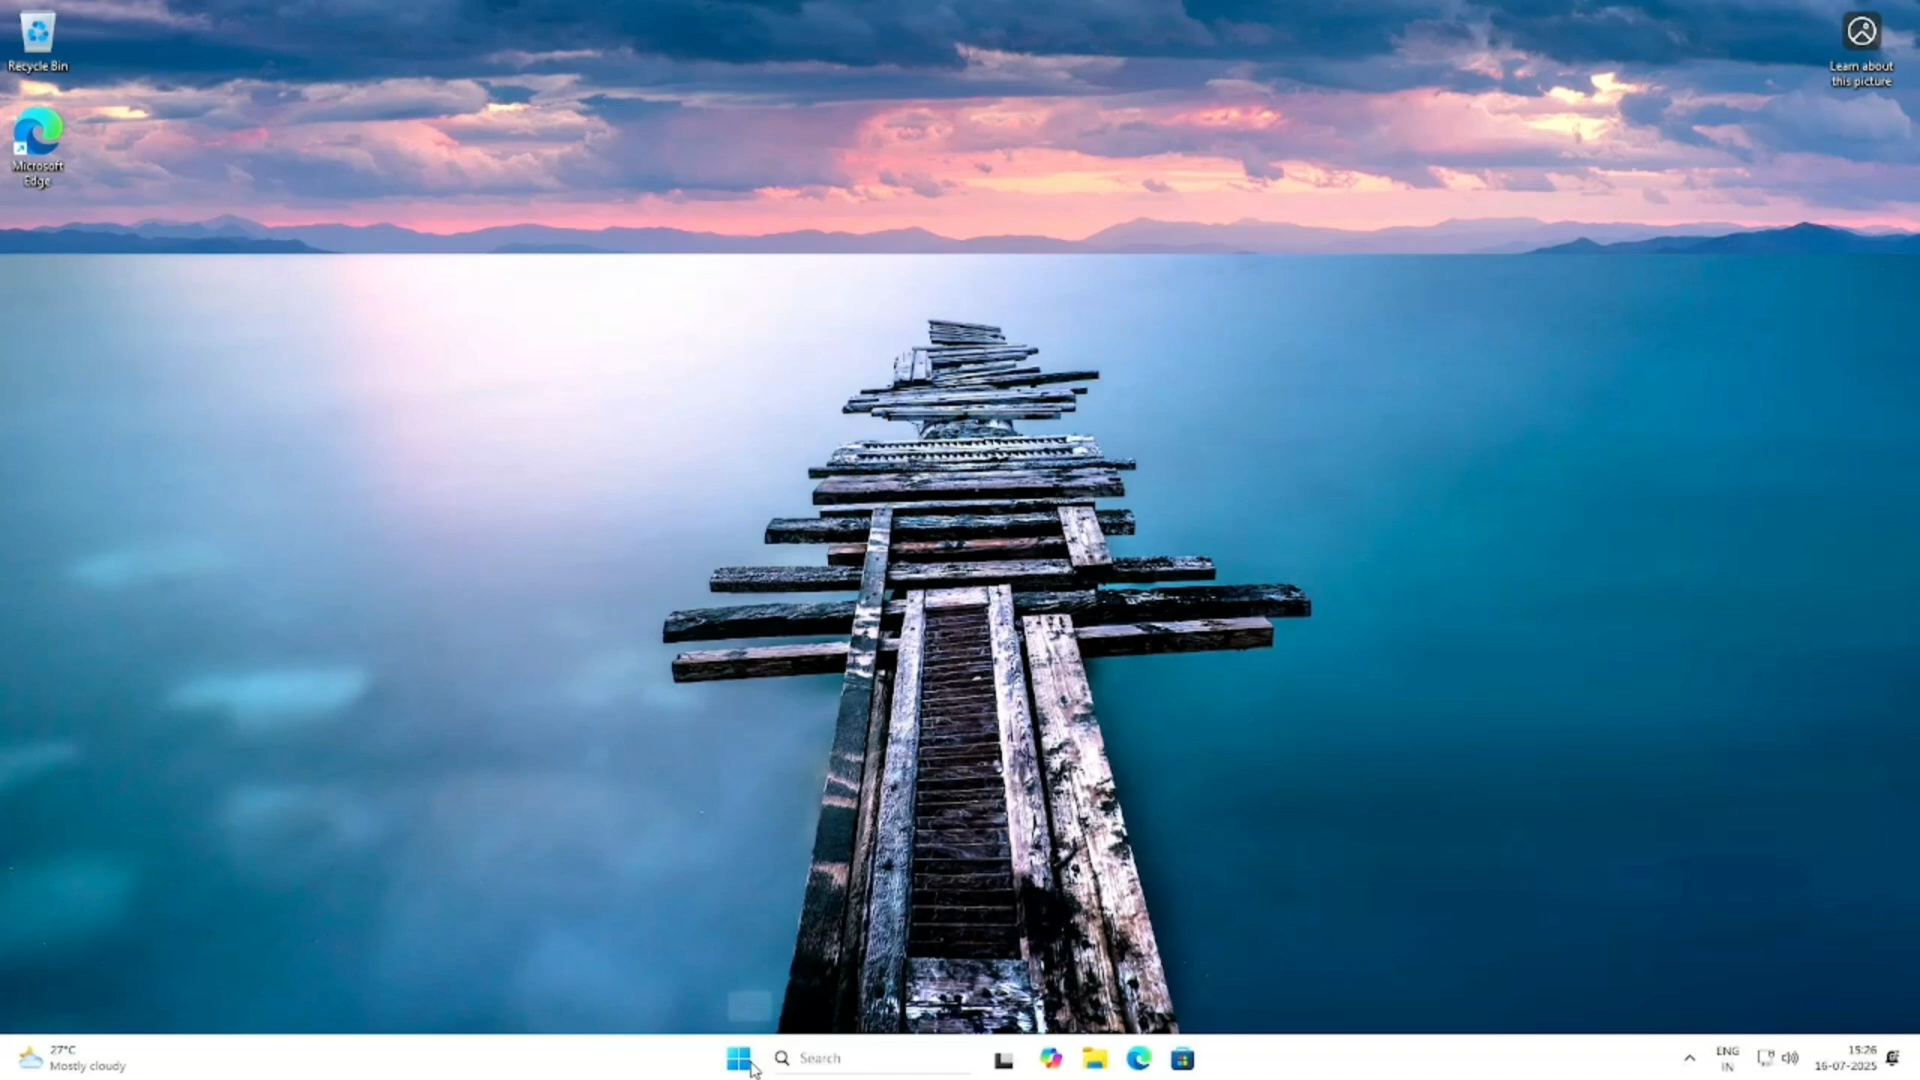 Recycle Bin
Learn about
this picture
Microsoft
Edge
27°C
Mostly cloudy
Search
ENG
IN
15:26
16-07-2025